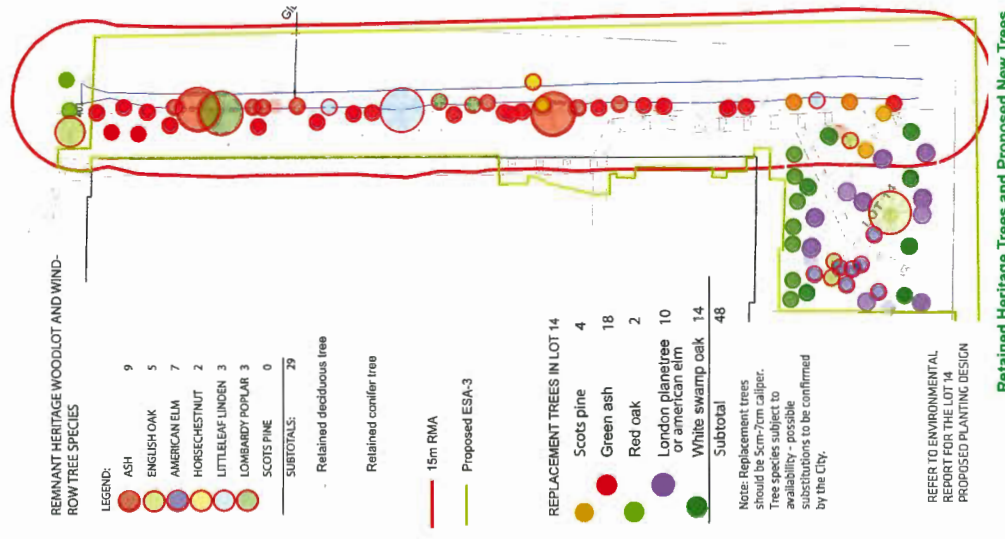 REMNANT HERITAGE WOODLOT AND WIND-
ROW TREE SPECIES
LEGEND:
ASH 9
ENGLISH OAK 5
AMERICAN ELM 7
HORSECHESTNUT 2
LITTLELEAF LINDEN 3
LOMBARDY POPLAR 3
SCOTS PINE 0
SUBTOTALS: 29
Retained deciduous tree
Retained conifer tree
15m RMA
Proposed ESA-3
REPLACEMENT TREES IN LOT 14
Scots pine 4
Green ash 18
Red oak 2
London planetree 10
or american elm
White swamp oak 14
Subtotal 48
Note: Replacement trees
should be 5cm-7cm caliper.
Tree species subject to
availability - possible
substitutions to be confirmed
by the City.
REFER TO ENVIRONMENTAL
REPORT FOR THE LOT 14
PROPOSED PLANTING DESIGN
LOT 14
Retained Heritage Trees and Proposed New Trees